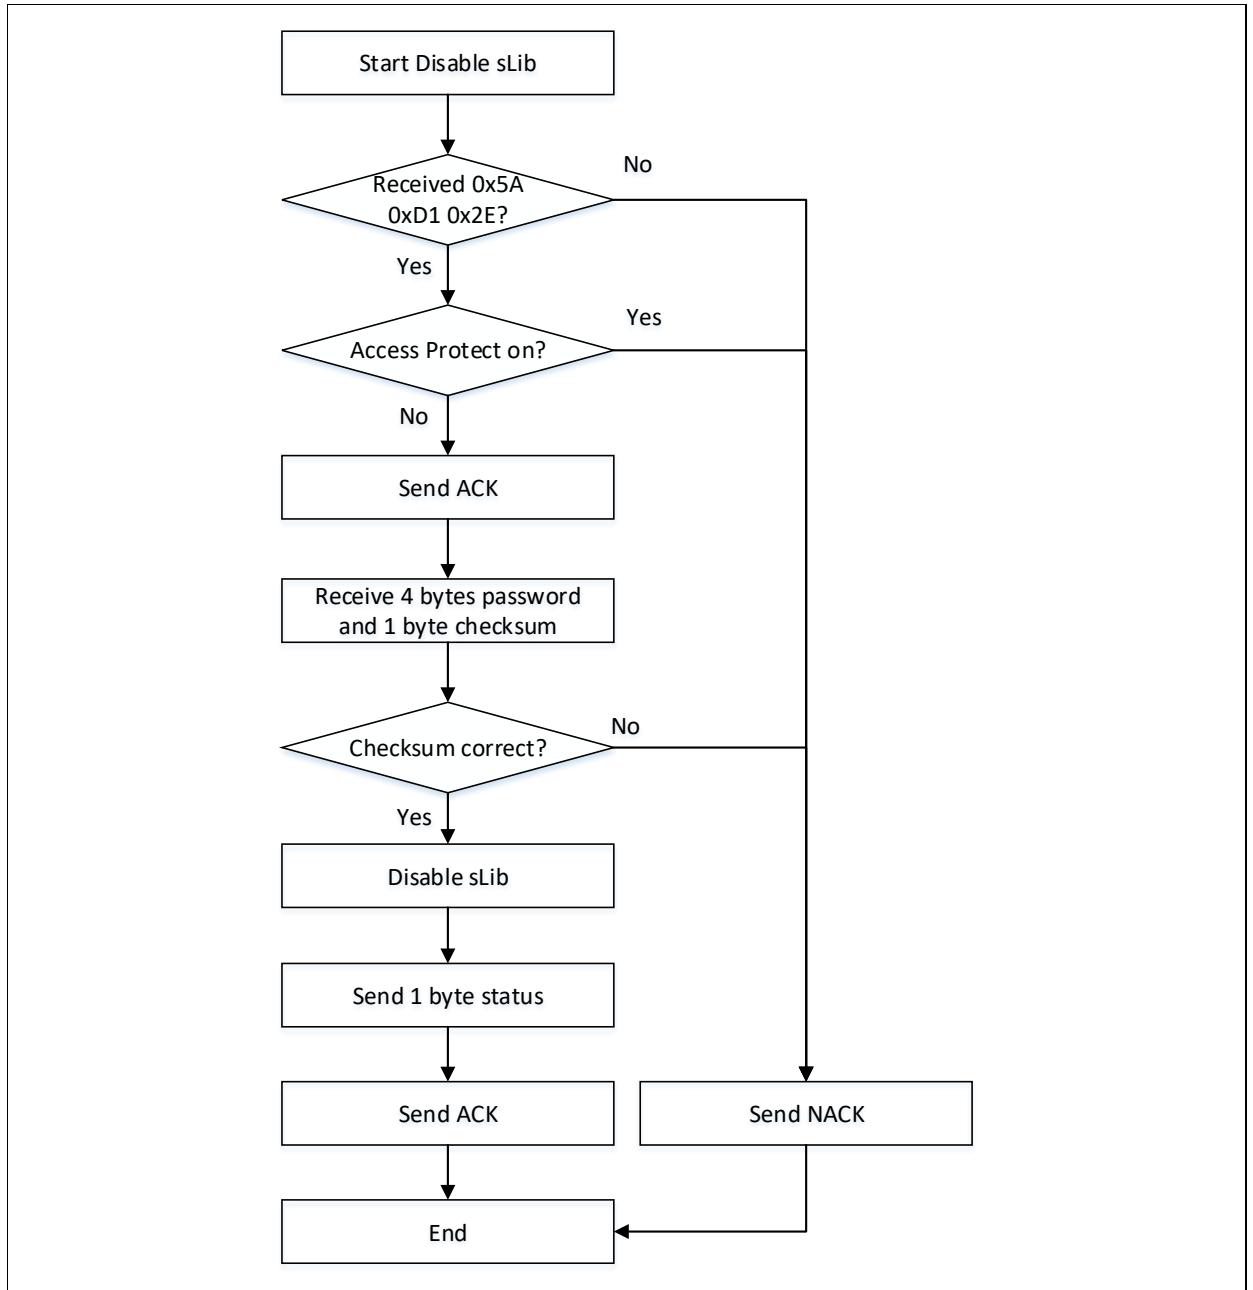 Start Disable sLib
No
Received 0x5A
0xD1 0x2E?
Yes
Yes
Access Protect on?
No
Send ACK
Receive 4 bytes password
and 1 byte checksum
No
Checksum correct?
Yes
Disable sLib
Send 1 byte status
Send ACK
Send NACK
End